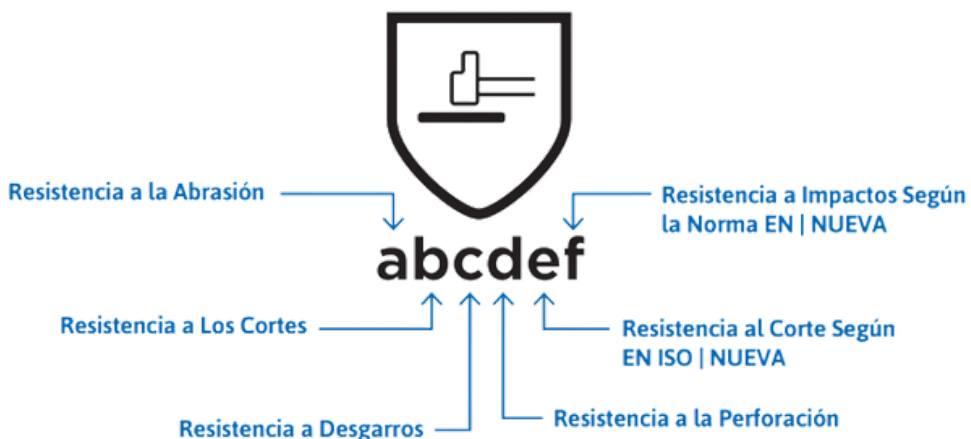 Resistencia a la Abrasión
Resistencia a Impactos Según
la Norma EN | NUEVA
abcdef
Resistencia a Los Cortes
Resistencia al Corte Según
EN ISO | NUEVA
Resistencia a Desgarros
Resistencia a la Perforación